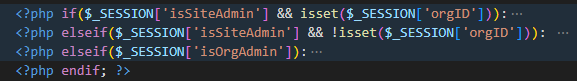 <?php if($_SESSION['isSiteAdmin'] && isset($_SESSION['orgID'])):…
<?php elseif($_SESSION['isSiteAdmin'] && !isset($_SESSION['orgID'])): …
<?php elseif($_SESSION['isOrgAdmin']):…
<?php endif; ?>